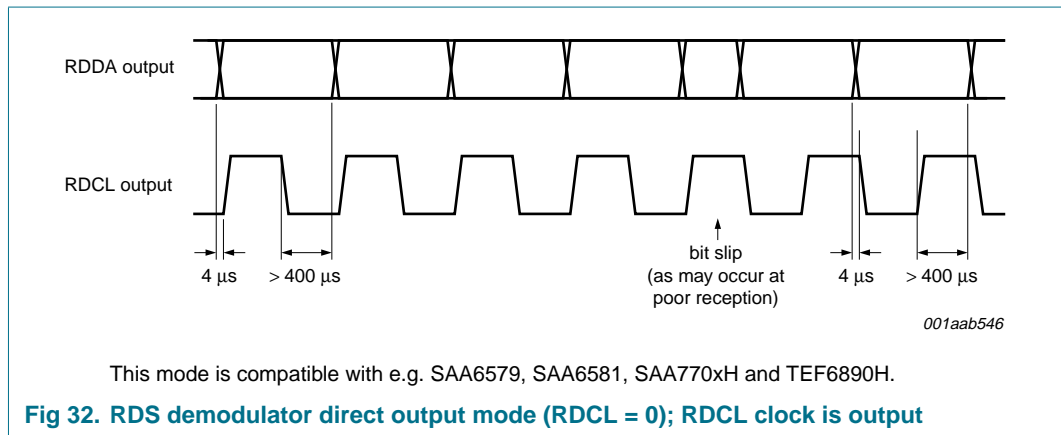 RDDA output
RDCL output
4 μs
> 400 μs
bit slip
(as may occur at
poor reception)
4 μs
> 400 μs
001aab546
This mode is compatible with e.g. SAA6579, SAA6581, SAA770xH and TEF6890H.
Fig 32. RDS demodulator direct output mode (RDCL = 0); RDCL clock is output